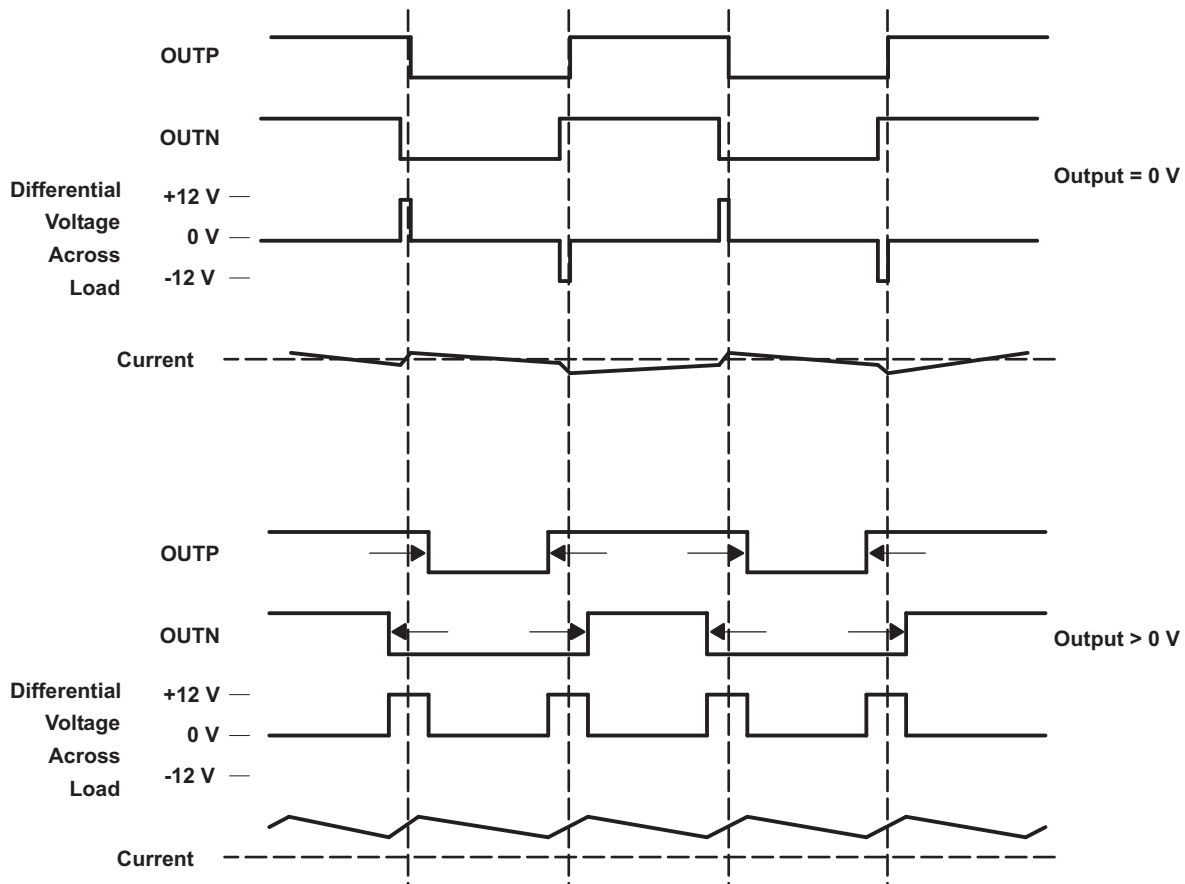 OUTP
OUTN
Output = 0 V
Differential
Voltage
Across
Load
+12 V
0 V
-12 V
Current
OUTP
OUTN
Output > 0 V
Differential
Voltage
Across
Load
+12 V
0 V
-12 V
Current